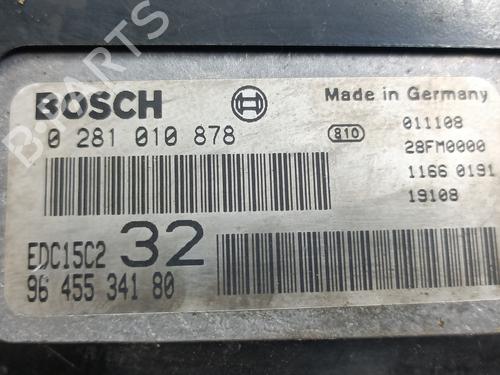 BOSCH
Made in Germany
0 281 010 878
810
011108
28FM0000
1166 0191
19108
EDC15C2 32
96 455 341 80